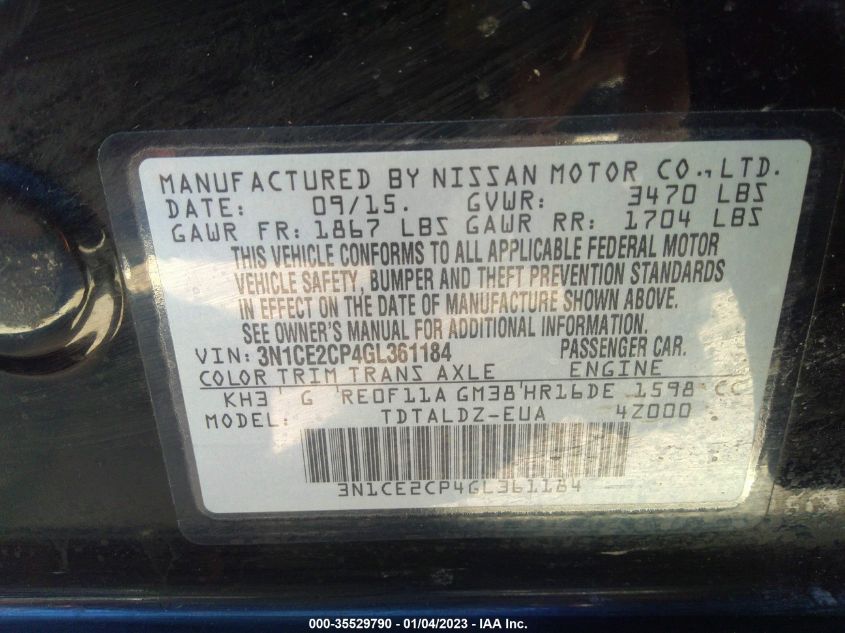 MANUFACTURED BY NISSAN MOTOR CO., LTD.
DATE: 09/15. GVWR: 3470 LBS
GAWR FR: 1867 LBS GAWR RR: 1704 LBS
THIS VEHICLE CONFORMS TO ALL APPLICABLE FEDERAL MOTOR
VEHICLE SAFETY, BUMPER AND THEFT PREVENTION STANDARDS
IN EFFECT ON THE DATE OF MANUFACTURE SHOWN ABOVE.
SEE OWNER'S MANUAL FOR ADDITIONAL INFORMATION.
VIN: 3N1CE2CP4GL361184 PASSENGER CAR.
COLOR TRIM TRANS AXLE ENGINE
KH3 ' G 'RE0F11A GM38'HR16DE 1598 CC
MODEL: TDTALDZ-EUA 4Z000
3N1CE2CP4GL361184
000-35529790 - 01/04/2023 - © IAA Inc.